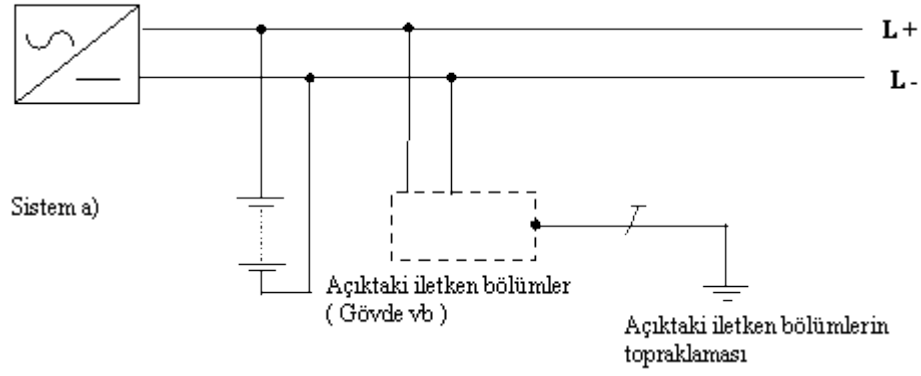 L+
L-
Sistem a)
Açıktaki iletken bölümler
( Gövde vb )
Açıktaki iletken bölümlerin
topraklaması